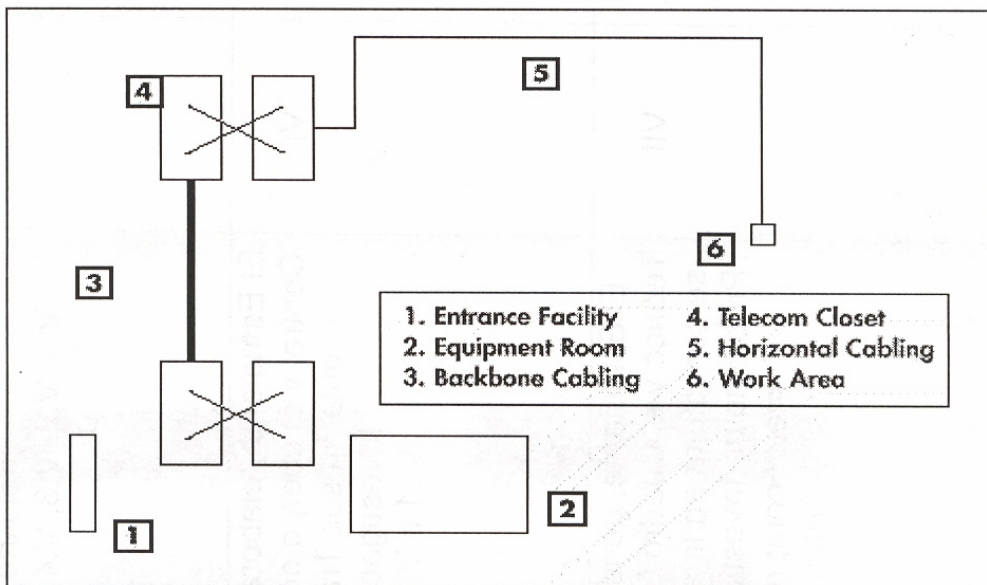 4
5
6
3
1. Entrance Facility
2. Equipment Room
3. Backbone Cabling
4. Telecom Closet
5. Horizontal Cabling
6. Work Area
2
1